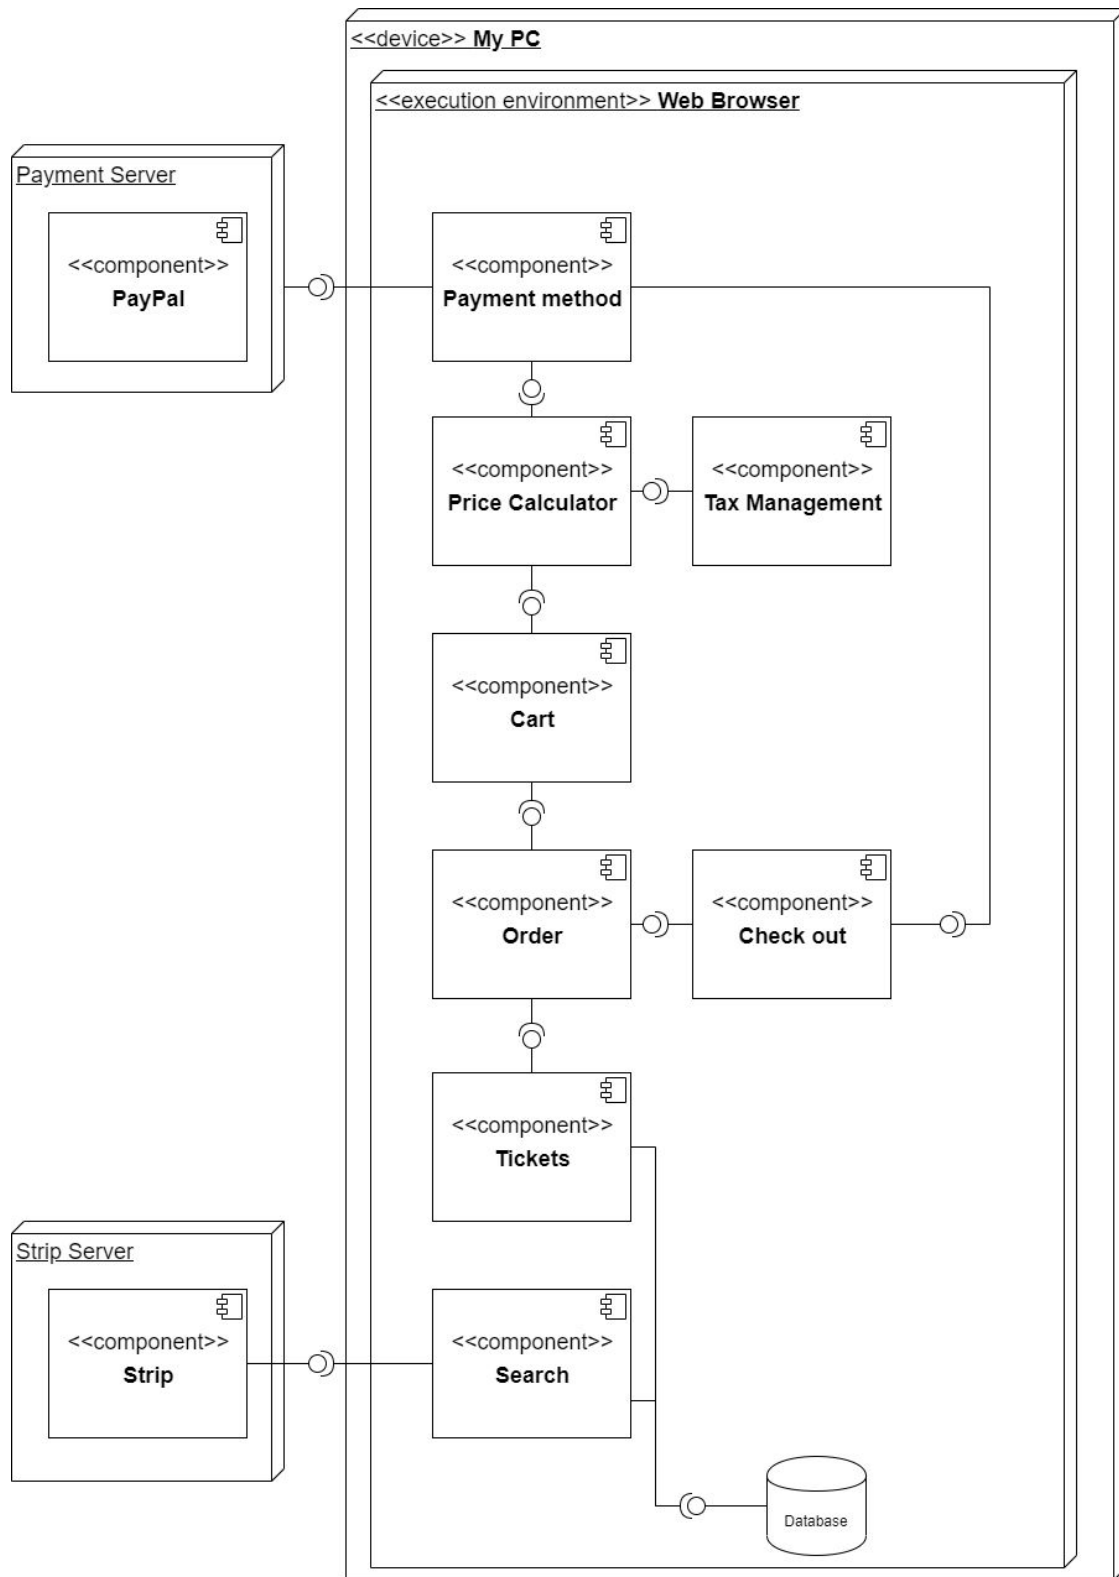 <<device>> My PC
<<execution environment>> Web Browser
Payment Server
<<component>>
PayPal
<<component>>
Payment method
<<component>>
Price Calculator
<<component>>
Tax Management
<<component>>
Cart
<<component>>
Order
<<component>>
Check out
<<component>>
Tickets
Strip Server
<<component>>
Strip
<<component>>
Search
Database